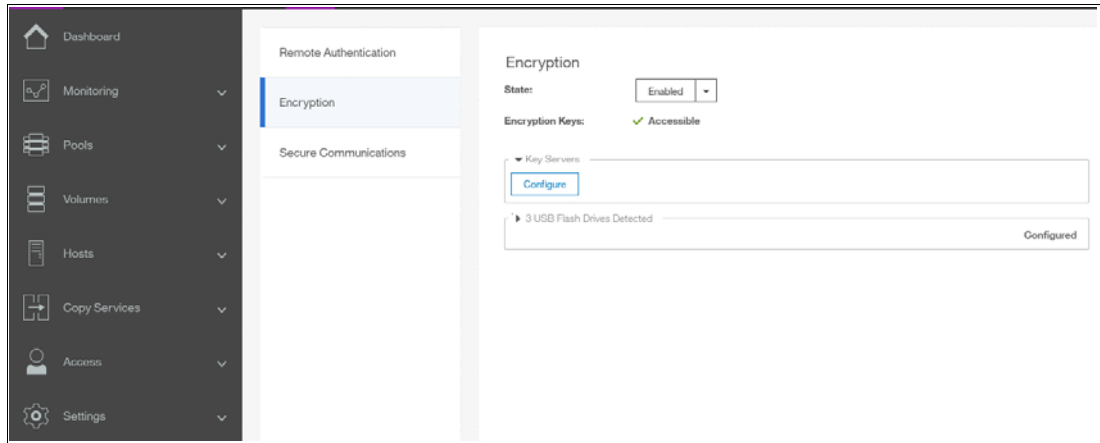 Dashboard
Monitoring
Pools
Volumes
Hosts
Copy Services
Access
Settings
Remote Authentication
Encryption
Secure Communications
Encryption
State: Enabled
Encryption Keys: Accessible
Key Servers
Configure
3 USB Flash Drives Detected
Configured